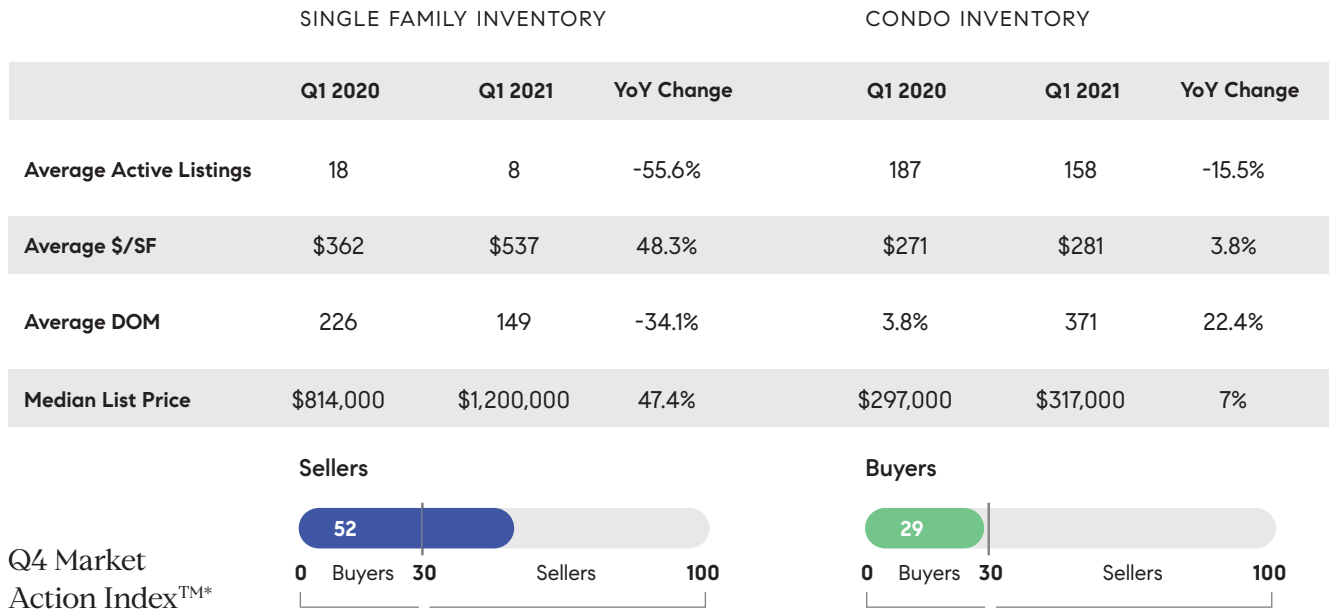 SINGLE FAMILY INVENTORY CONDO INVENTORY
Q1 2020 Q1 2021 YoY Change Q1 2020 Q1 2021 YoY Change
Average Active Listings 18 8 -55.6% 187 158 -15.5%
Average $/SF $362 $537 48.3% $271 $281 3.8%
Average DOM 226 149 -34.1% 3.8% 371 22.4%
Median List Price $814,000 $1,200,000 47.4% $297,000 $317,000 7%
Sellers Buyers
52 29
Q4 Market
Action Index™*
0 Buyers 30 Sellers 100 0 Buyers 30 Sellers 100